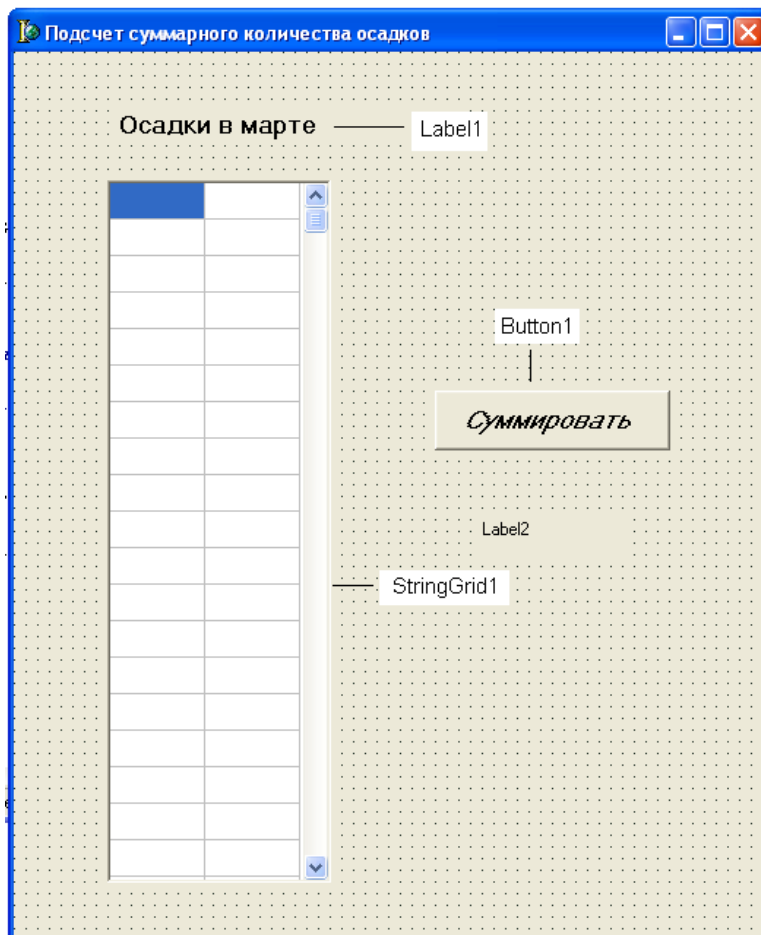 Подсчет суммарного количества осадков
Осадки в марте
Label1
Button1
Суммировать
Label2
StringGrid1